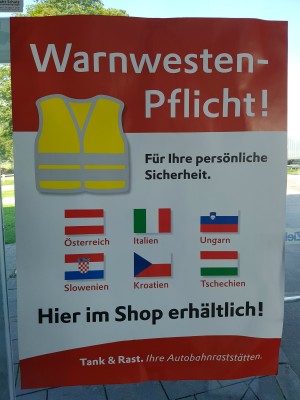 Warnwesten-
Pflicht!
Für Ihre persönliche
Sicherheit.
Österreich Italien Ungarn
Slowenien Kroatien Tschechien
Hier im Shop erhältlich!
Tank & Rast. Ihre Autobahnraststätten.